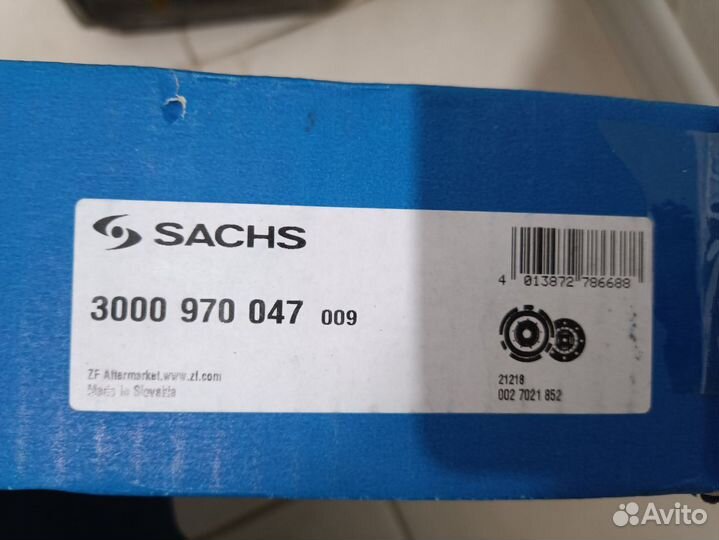 SACHS
3000 970 047 009
4 013872 786688
ZF Aftermarket.www.zf.com
Made in Slovakia
21218
002 7021 852
Avito